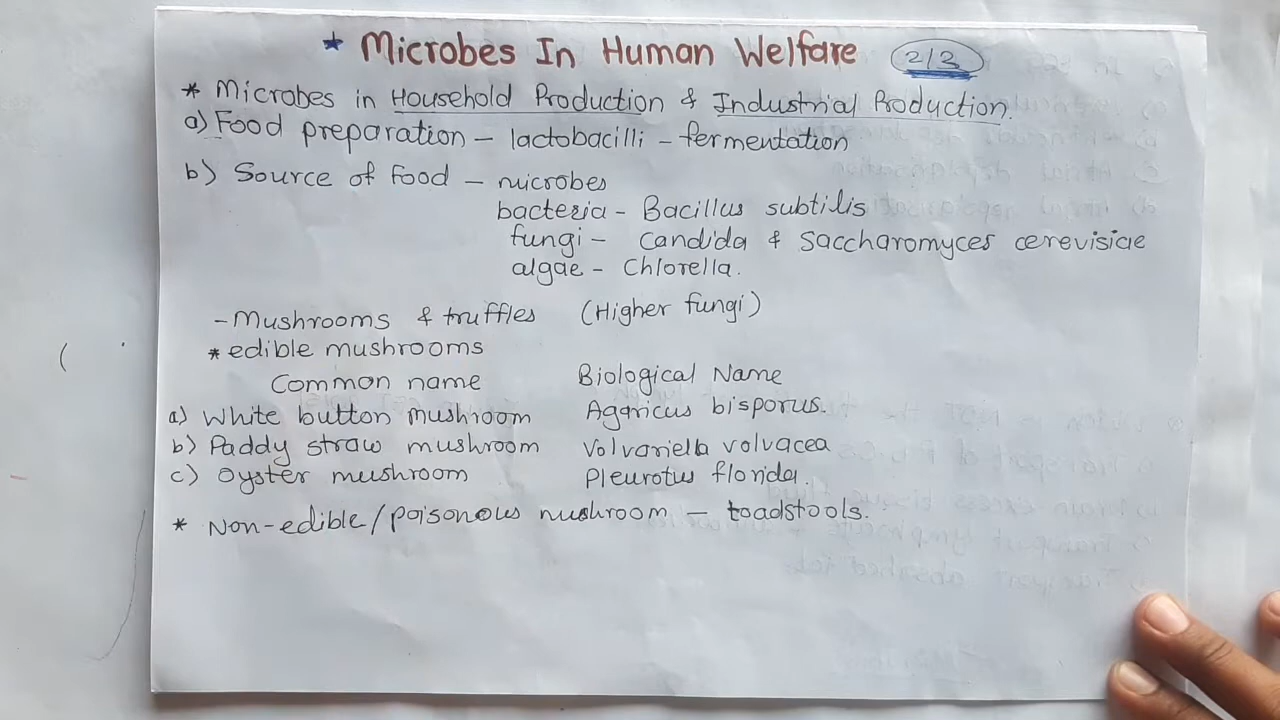 * Microbes In Human Welfare 2/3
* Microbes in Household Production & Industrial Production.
a) Food preparation - lactobacilli - fermentation
b) Source of Food - microbes
bacteria - Bacillus subtilis
fungi - Candida & Saccharomyces cerevisiae
algae - Chlorella.
- Mushrooms & truffles (Higher fungi)
* edible mushrooms
Common name Biological Name
a) White button mushroom Agaricus bisporus.
b) Paddy straw mushroom Volvariella volvacea
c) Oyster mushroom Pleurotus florida.
* Non-edible/poisonous mushroom - toadstools.